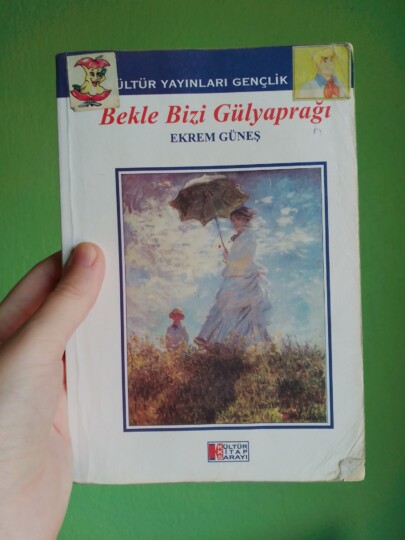 ÜLTÜR YAYINLARI GENÇLİK
Bekle Bizi Gülyaprağı
EKREM GÜNEŞ
KÜLTÜR
KİTAP
SARAYI